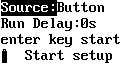 Source:Button
Run Delay:0s
enter key start
Start setup